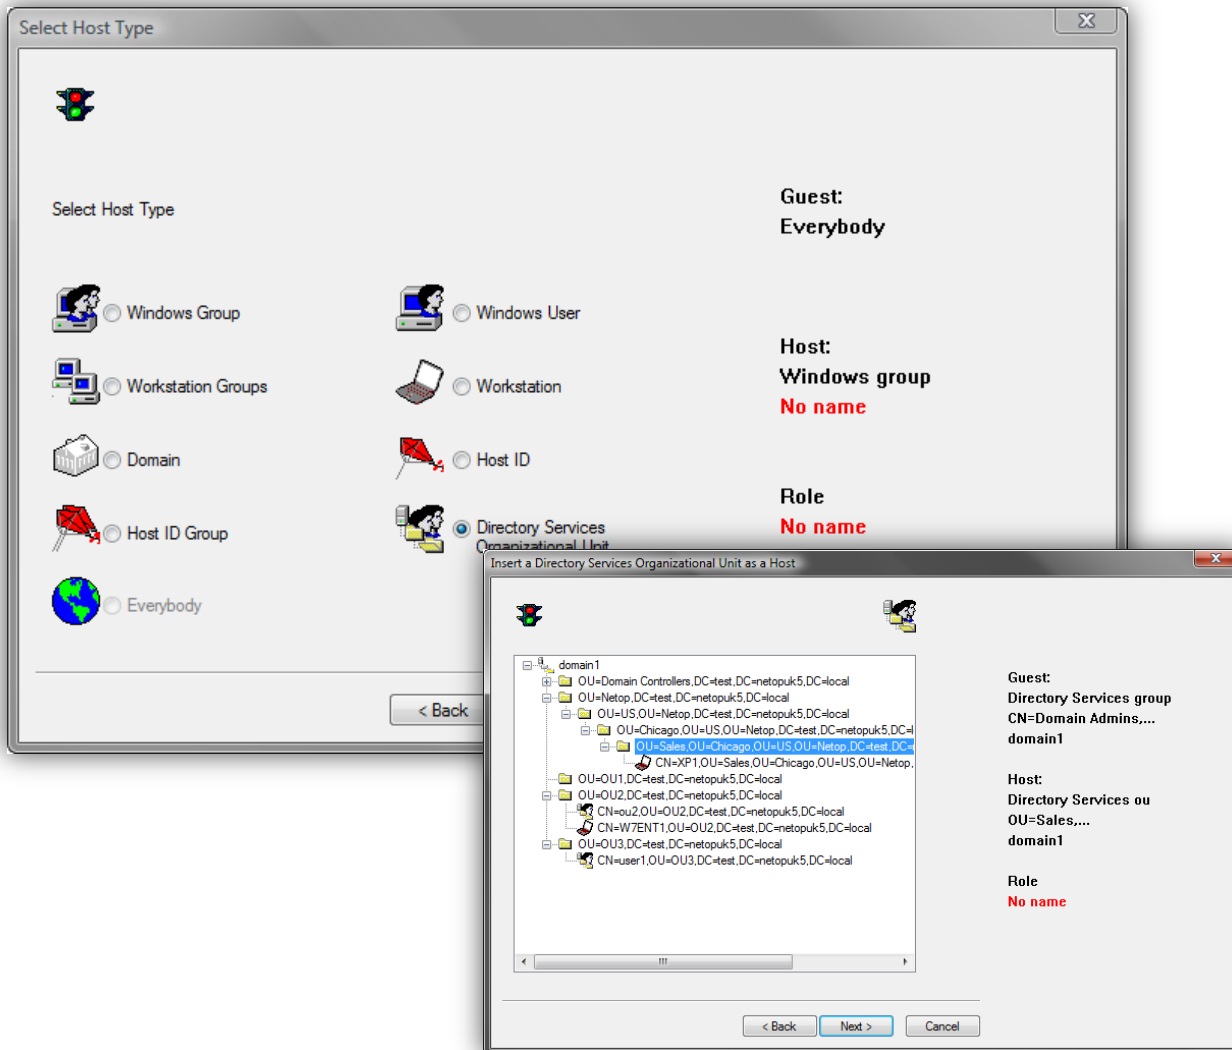 Select Host Type
Select Host Type
Guest:
Everybody
Windows Group
Windows User
Host:
Windows group
No name
Workstation Groups
Workstation
Domain
Host ID
Role
No name
Host ID Group
Directory Services
Organizational Unit
Everybody
< Back
Insert a Directory Services Organizational Unit as a Host
domain1
OU=Domain Controllers,DC=test,DC=netopuk5,DC=local
OU=Netop,DC=test,DC=netopuk5,DC=local
OU=US,OU=Netop,DC=test,DC=netopuk5,DC=local
OU=Chicago,OU=US,OU=Netop,DC=test,DC=netopuk5,DC=l
OU=Sales,OU=Chicago,OU=US,OU=Netop,DC=test,DC=
CN=XP1,OU=Sales,OU=Chicago,OU=US,OU=Netop,
OU=OU1,DC=test,DC=netopuk5,DC=local
OU=OU2,DC=test,DC=netopuk5,DC=local
CN=ou2,OU=OU2,DC=test,DC=netopuk5,DC=local
CN=W7ENT1,OU=OU2,DC=test,DC=netopuk5,DC=local
OU=OU3,DC=test,DC=netopuk5,DC=local
CN=user1,OU=OU3,DC=test,DC=netopuk5,DC=local
Guest:
Directory Services group
CN=Domain Admins,...
domain1
Host:
Directory Services ou
OU=Sales,...
domain1
Role
No name
< Back
Next >
Cancel